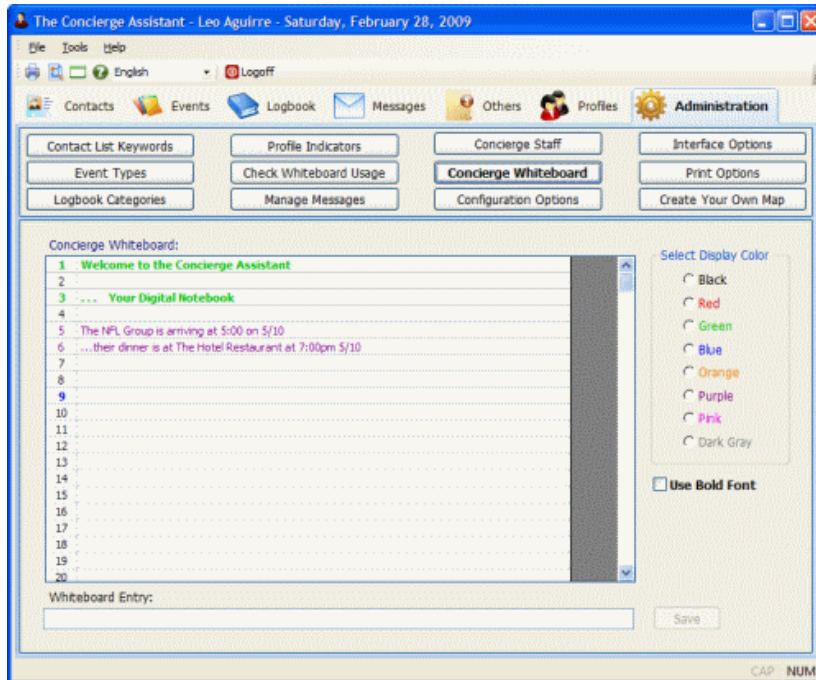 The Concierge Assistant - Leo Aguirre - Saturday, February 28, 2009
File Tools Help
English Logoff
Contacts Events Logbook Messages Others Profiles Administration
Contact List Keywords Profile Indicators Concierge Staff Interface Options
Event Types Check Whiteboard Usage Concierge Whiteboard Print Options
Logbook Categories Manage Messages Configuration Options Create Your Own Map
Concierge Whiteboard:
1 Welcome to the Concierge Assistant
2
3 ... Your Digital Notebook
4
5 The NFL Group is arriving at 5:00 on 5/10
6 ...their dinner is at The Hotel Restaurant at 7:00pm 5/10
7
8
9
10
11
12
13
14
15
16
17
18
19
20
Select Display Color
Black
Red
Green
Blue
Orange
Purple
Pink
Dark Gray
Use Bold Font
Whiteboard Entry:
Save
CAP NUM